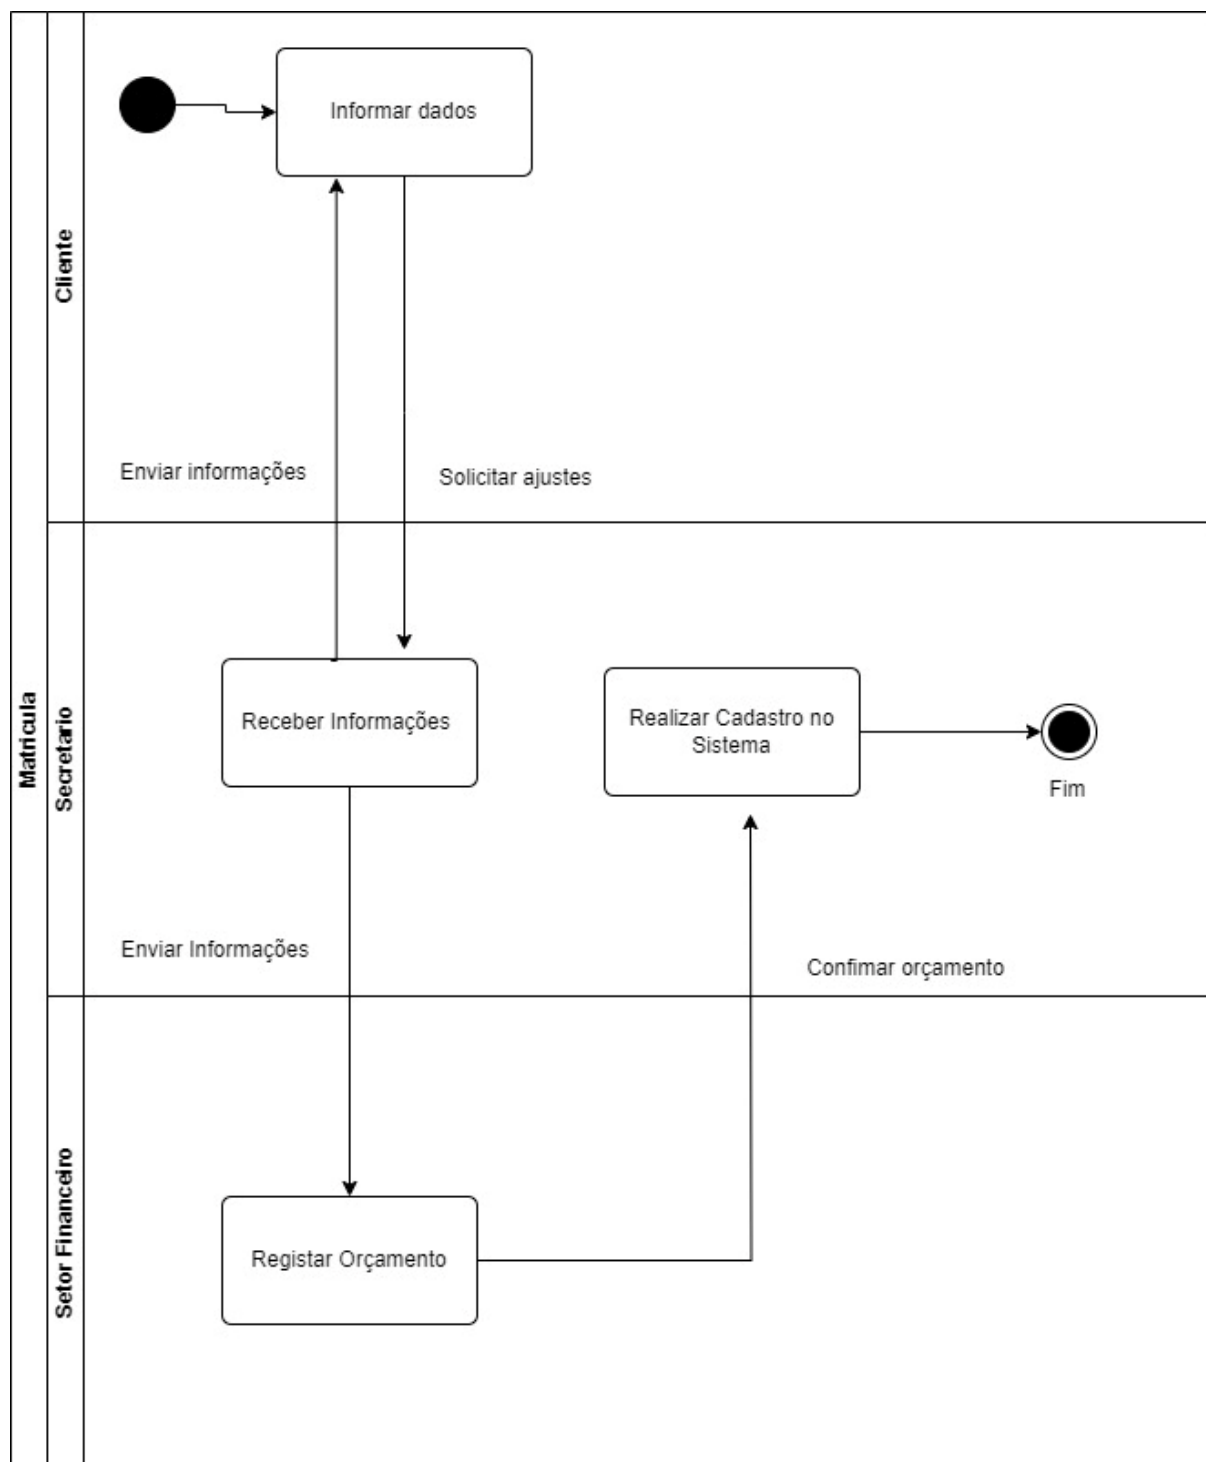 Matricula
Cliente
Informar dados
Enviar informações
Solicitar ajustes
Secretario
Receber Informações
Realizar Cadastro no
Sistema
Fim
Enviar Informações
Confimar orçamento
Setor Financeiro
Registar Orçamento